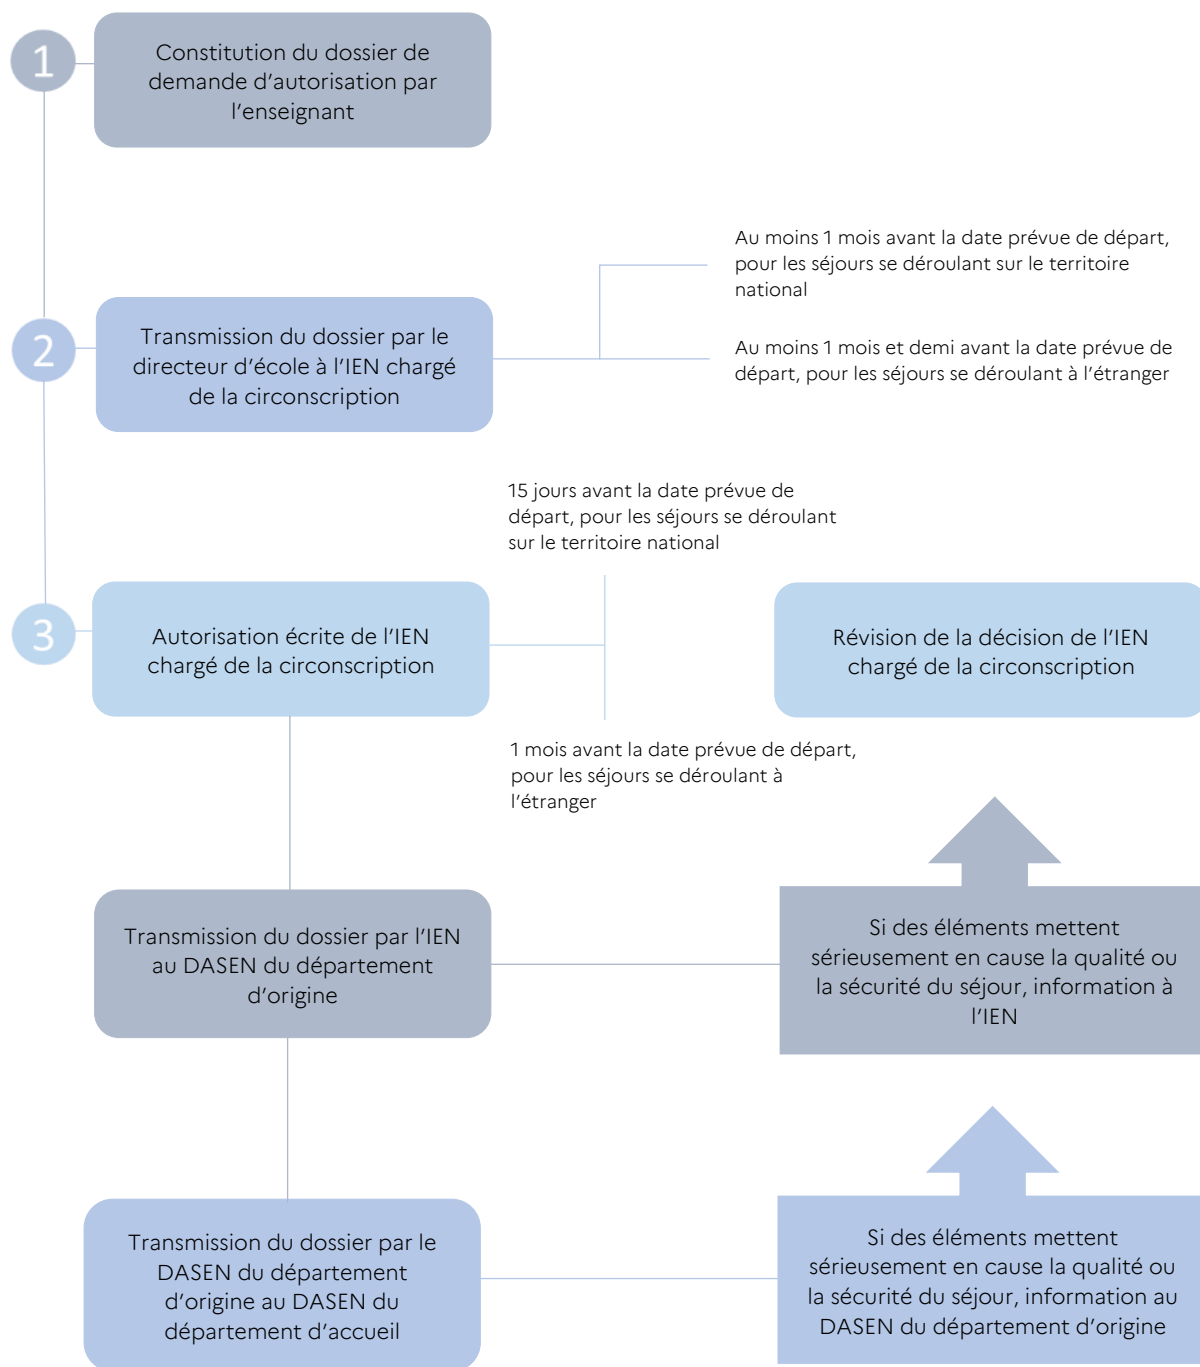 1
Constitution du dossier de
demande d’autorisation par
l’enseignant
Au moins 1 mois avant la date prévue de départ,
pour les séjours se déroulant sur le territoire
national
2
Transmission du dossier par le
directeur d’école à l’IEN chargé
de la circonscription
Au moins 1 mois et demi avant la date prévue de
départ, pour les séjours se déroulant à l’étranger
15 jours avant la date prévue de
départ, pour les séjours se déroulant
sur le territoire national
3
Autorisation écrite de l’IEN
chargé de la circonscription
Révision de la décision de l’IEN
chargé de la circonscription
1 mois avant la date prévue de départ,
pour les séjours se déroulant à
l’étranger
Transmission du dossier par l’IEN
au DASEN du département
d’origine
Si des éléments mettent
sérieusement en cause la qualité ou
la sécurité du séjour, information à
l’IEN
Transmission du dossier par le
DASEN du département
d’origine au DASEN du
département d’accueil
Si des éléments mettent
sérieusement en cause la qualité ou
la sécurité du séjour, information au
DASEN du département d’origine